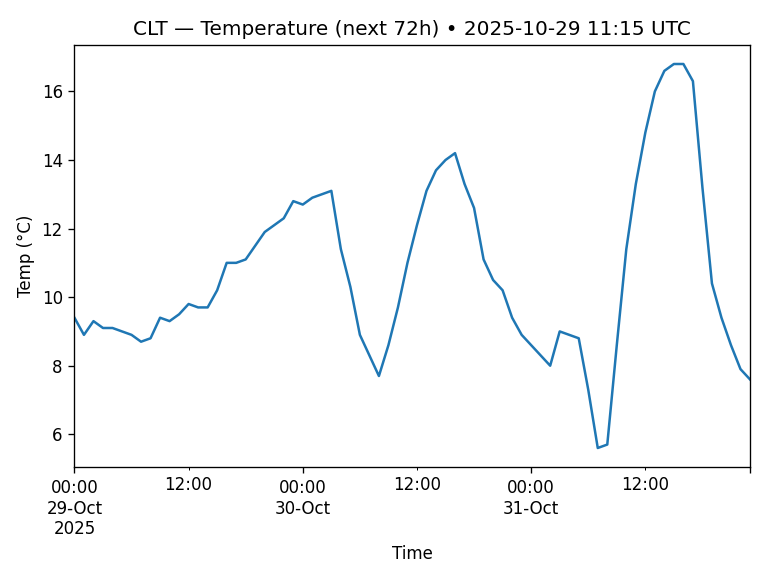 CLT — Temperature (next 72h) • 2025-10-29 11:15 UTC
Temp (°C)
16
14
12
10
8
6
00:00 12:00 00:00 12:00 00:00 12:00
29-Oct 30-Oct 31-Oct
2025
Time